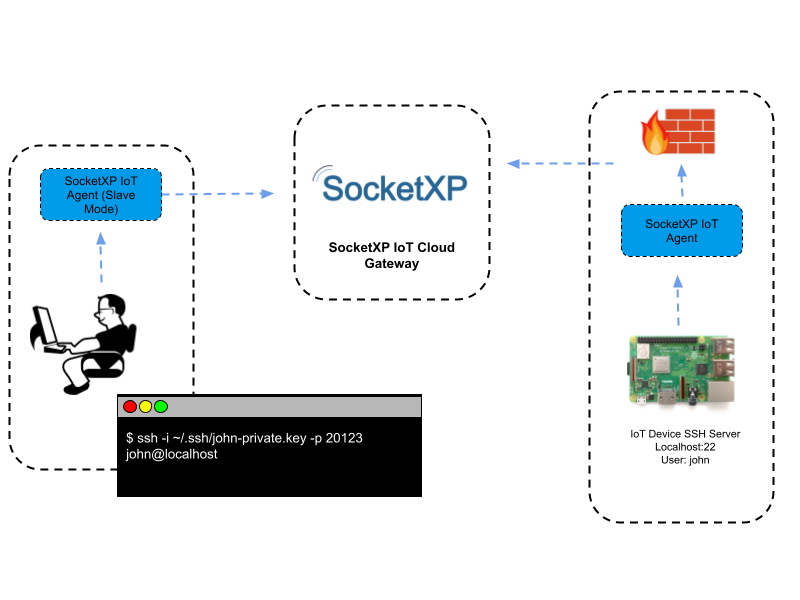 SocketXP IoT
Agent (Slave
Mode)
SocketXP
SocketXP IoT Cloud
Gateway
SocketXP IoT
Agent
IoT Device SSH Server
Localhost:22
User: john
$ ssh -i ~/.ssh/john-private.key -p 20123
john@localhost